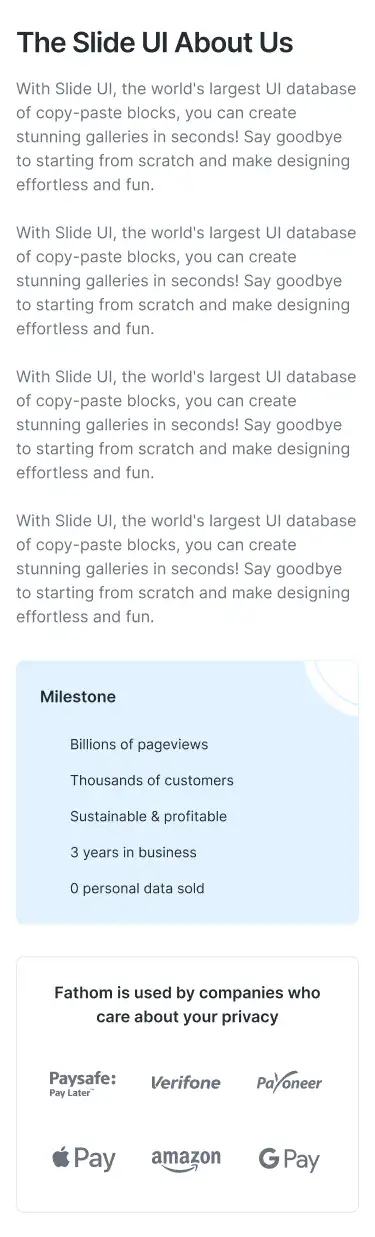 The Slide UI About Us
With Slide UI, the world's largest UI database
of copy-paste blocks, you can create
stunning galleries in seconds! Say goodbye
to starting from scratch and make designing
effortless and fun.
With Slide UI, the world's largest UI database
of copy-paste blocks, you can create
stunning galleries in seconds! Say goodbye
to starting from scratch and make designing
effortless and fun.
With Slide UI, the world's largest UI database
of copy-paste blocks, you can create
stunning galleries in seconds! Say goodbye
to starting from scratch and make designing
effortless and fun.
With Slide UI, the world's largest UI database
of copy-paste blocks, you can create
stunning galleries in seconds! Say goodbye
to starting from scratch and make designing
effortless and fun.
Milestone
Billions of pageviews
Thousands of customers
Sustainable & profitable
3 years in business
0 personal data sold
Fathom is used by companies who
care about your privacy
Paysafe:
Pay Later™
Verifone
Payoneer
Pay
amazon
G Pay